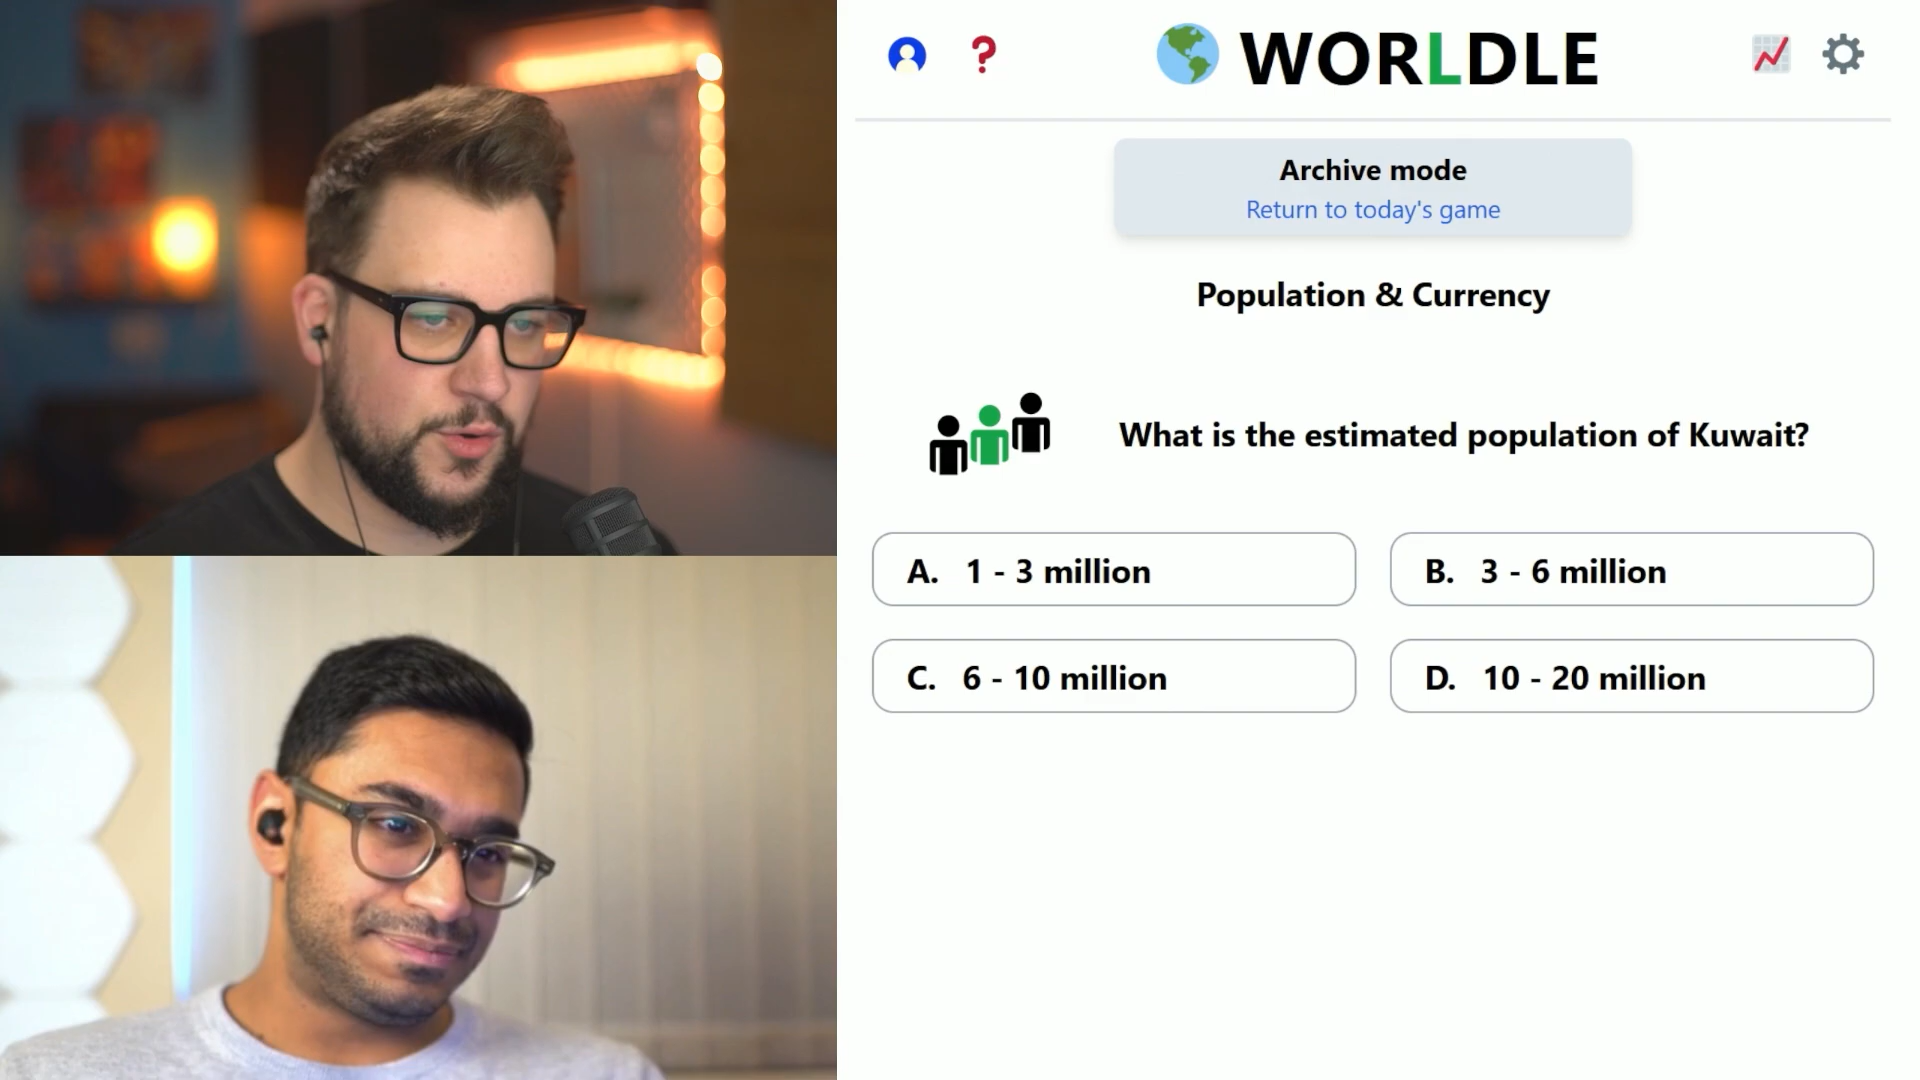 WORLDLE
Archive mode
Return to today's game
Population & Currency
What is the estimated population of Kuwait?
A. 1 - 3 million
B. 3 - 6 million
C. 6 - 10 million
D. 10 - 20 million